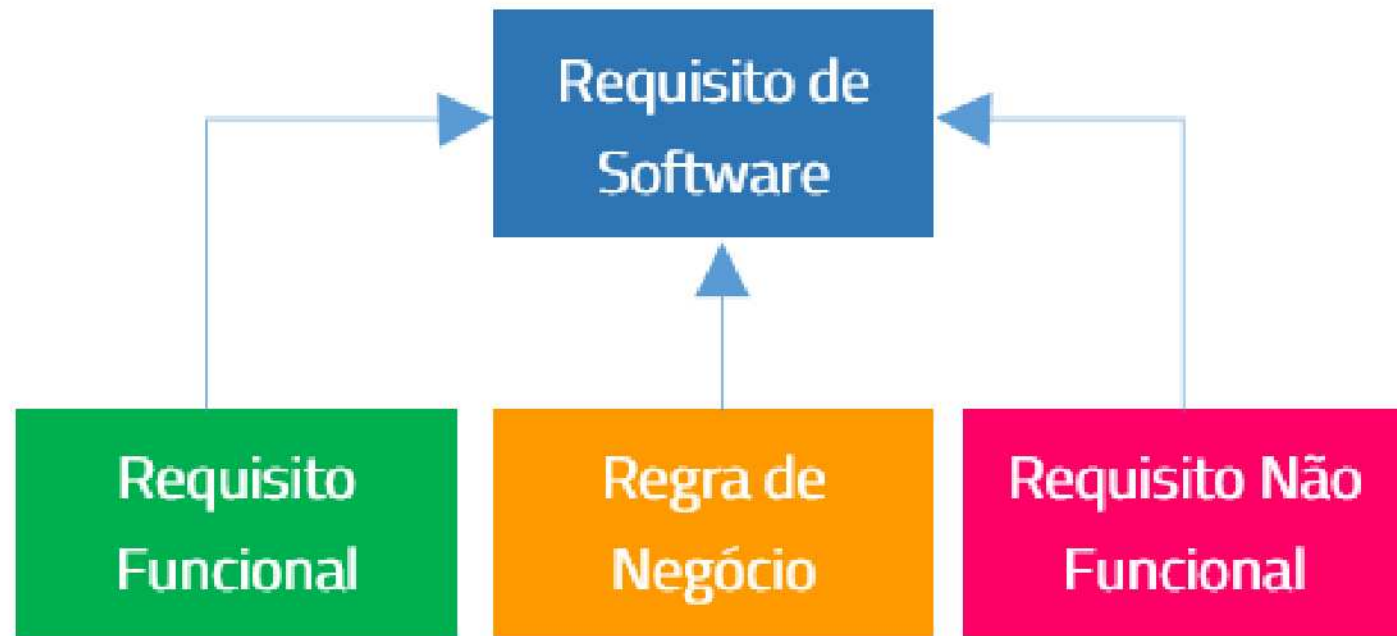 Requisito de
Software
Requisito
Funcional
Regra de
Negócio
Requisito Não
Funcional